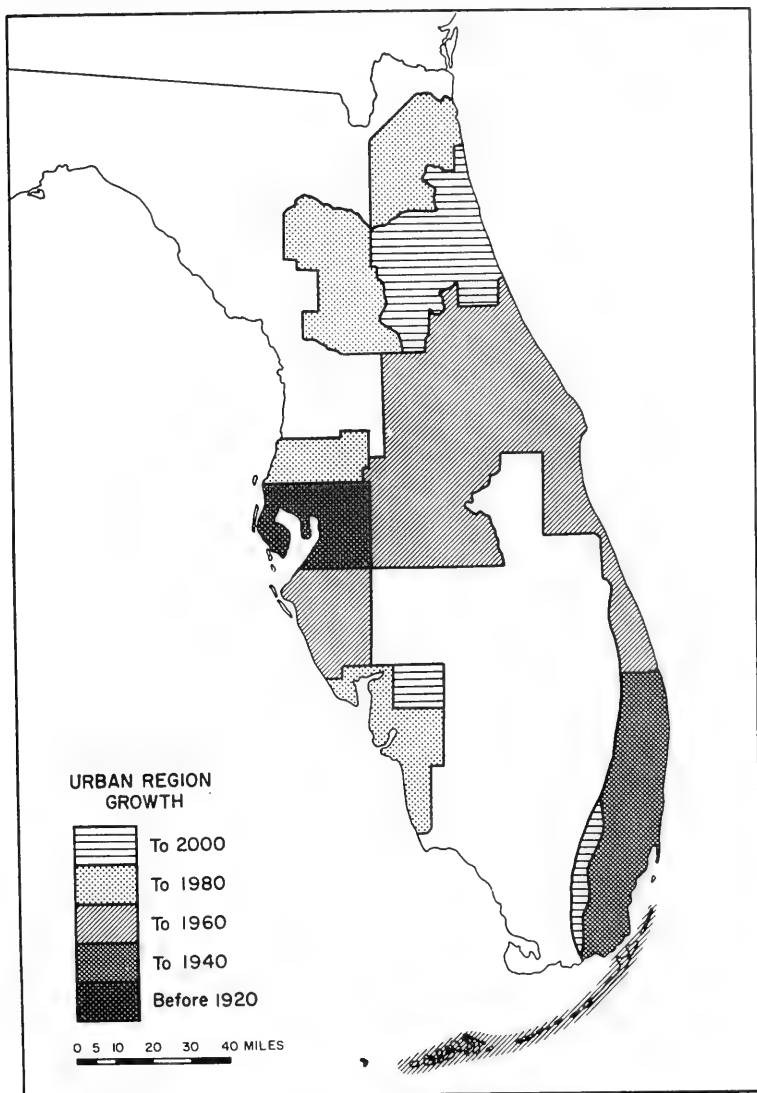 URBAN REGION
GROWTH
To 2000
To 1980
To 1960
To 1940
Before 1920
0 5 10 20 30 40 MILES